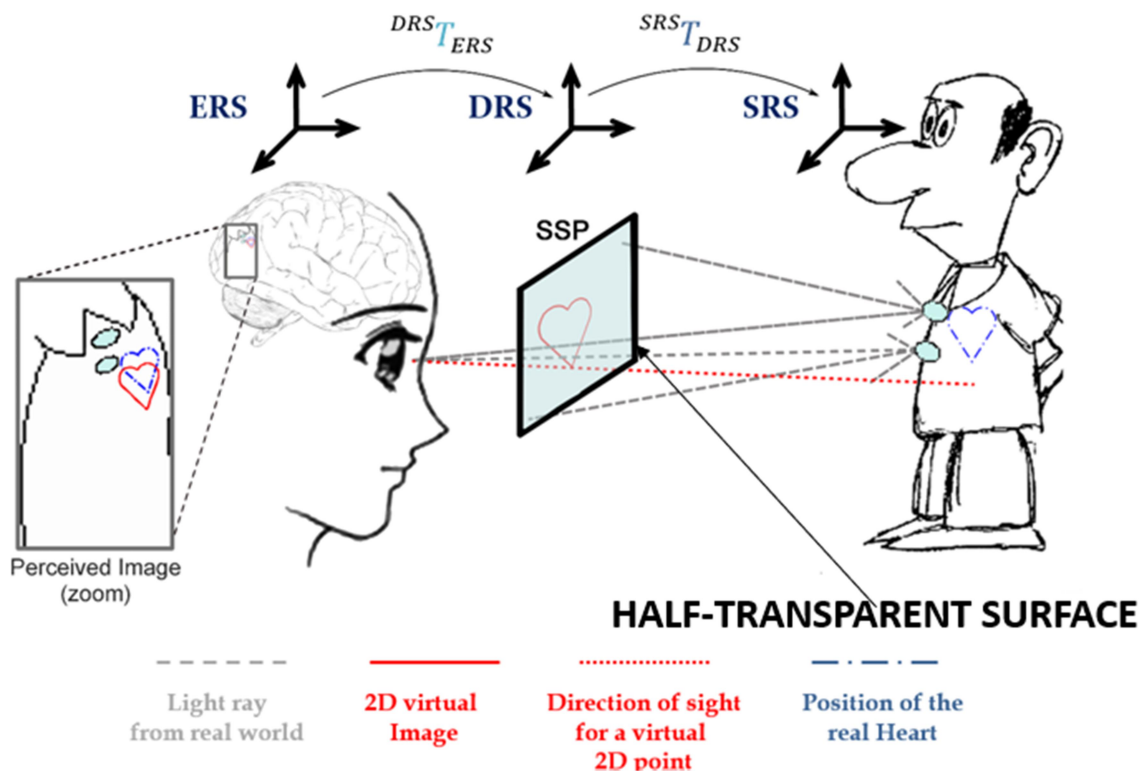 DRS T ERS
SRS T DRS
ERS
DRS
SRS
SSP
Perceived Image
(zoom)
HALF-TRANSPARENT SURFACE
Light ray
from real world
2D virtual
Image
Direction of sight
for a virtual
2D point
Position of the
real Heart